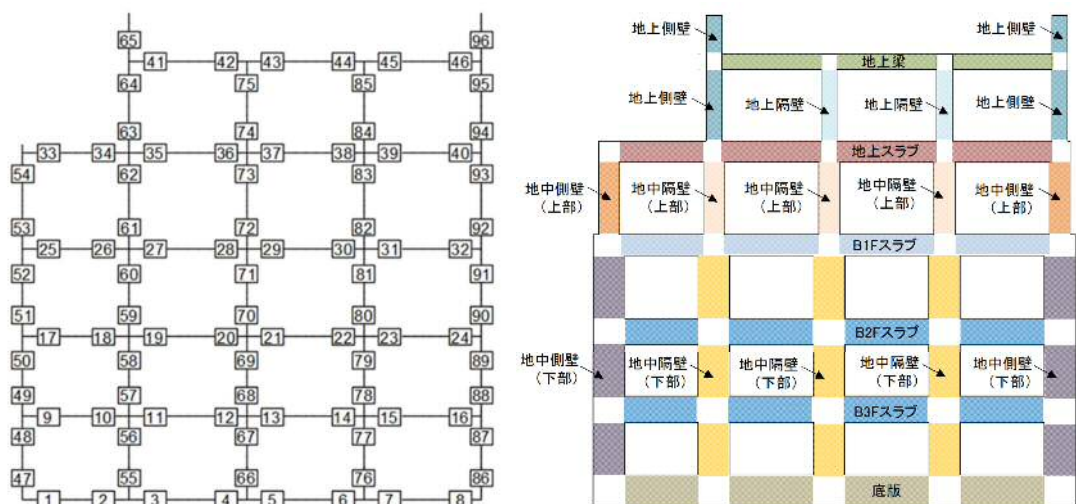 65
96
41 42 43 44 45 46
64 75 85 95
63 74 84 94
33 34 35 36 37 38 39 40
54 62 73 83 93
53 61 72 82 92
25 26 27 28 29 30 31 32
52 60 71 81 91
51 59 70 80 90
17 18 19 20 21 22 23 24
50 58 69 79 89
49 57 68 78 88
9 10 11 12 13 14 15 16
48 56 67 77 87
47 55 66 76 86
1 2 3 4 5 6 7 8
地上側壁
地上側壁
地上梁
地上側壁
地上隔壁
地上隔壁
地上側壁
地上スラブ
地中側壁
(上部)
地中隔壁
(上部)
地中隔壁
(上部)
地中隔壁
(上部)
地中側壁
(上部)
B1Fスラブ
B2Fスラブ
地中側壁
(下部)
地中隔壁
(下部)
地中隔壁
(下部)
地中隔壁
(下部)
地中側壁
(下部)
B3Fスラブ
底版